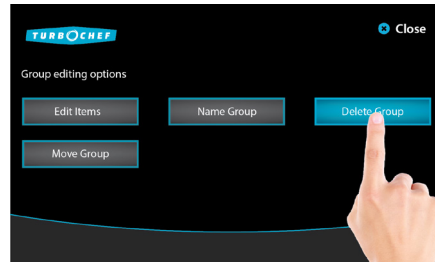 TURBOCHEF
Close
Group editing options
Edit Items
Name Group
Delete Group
Move Group